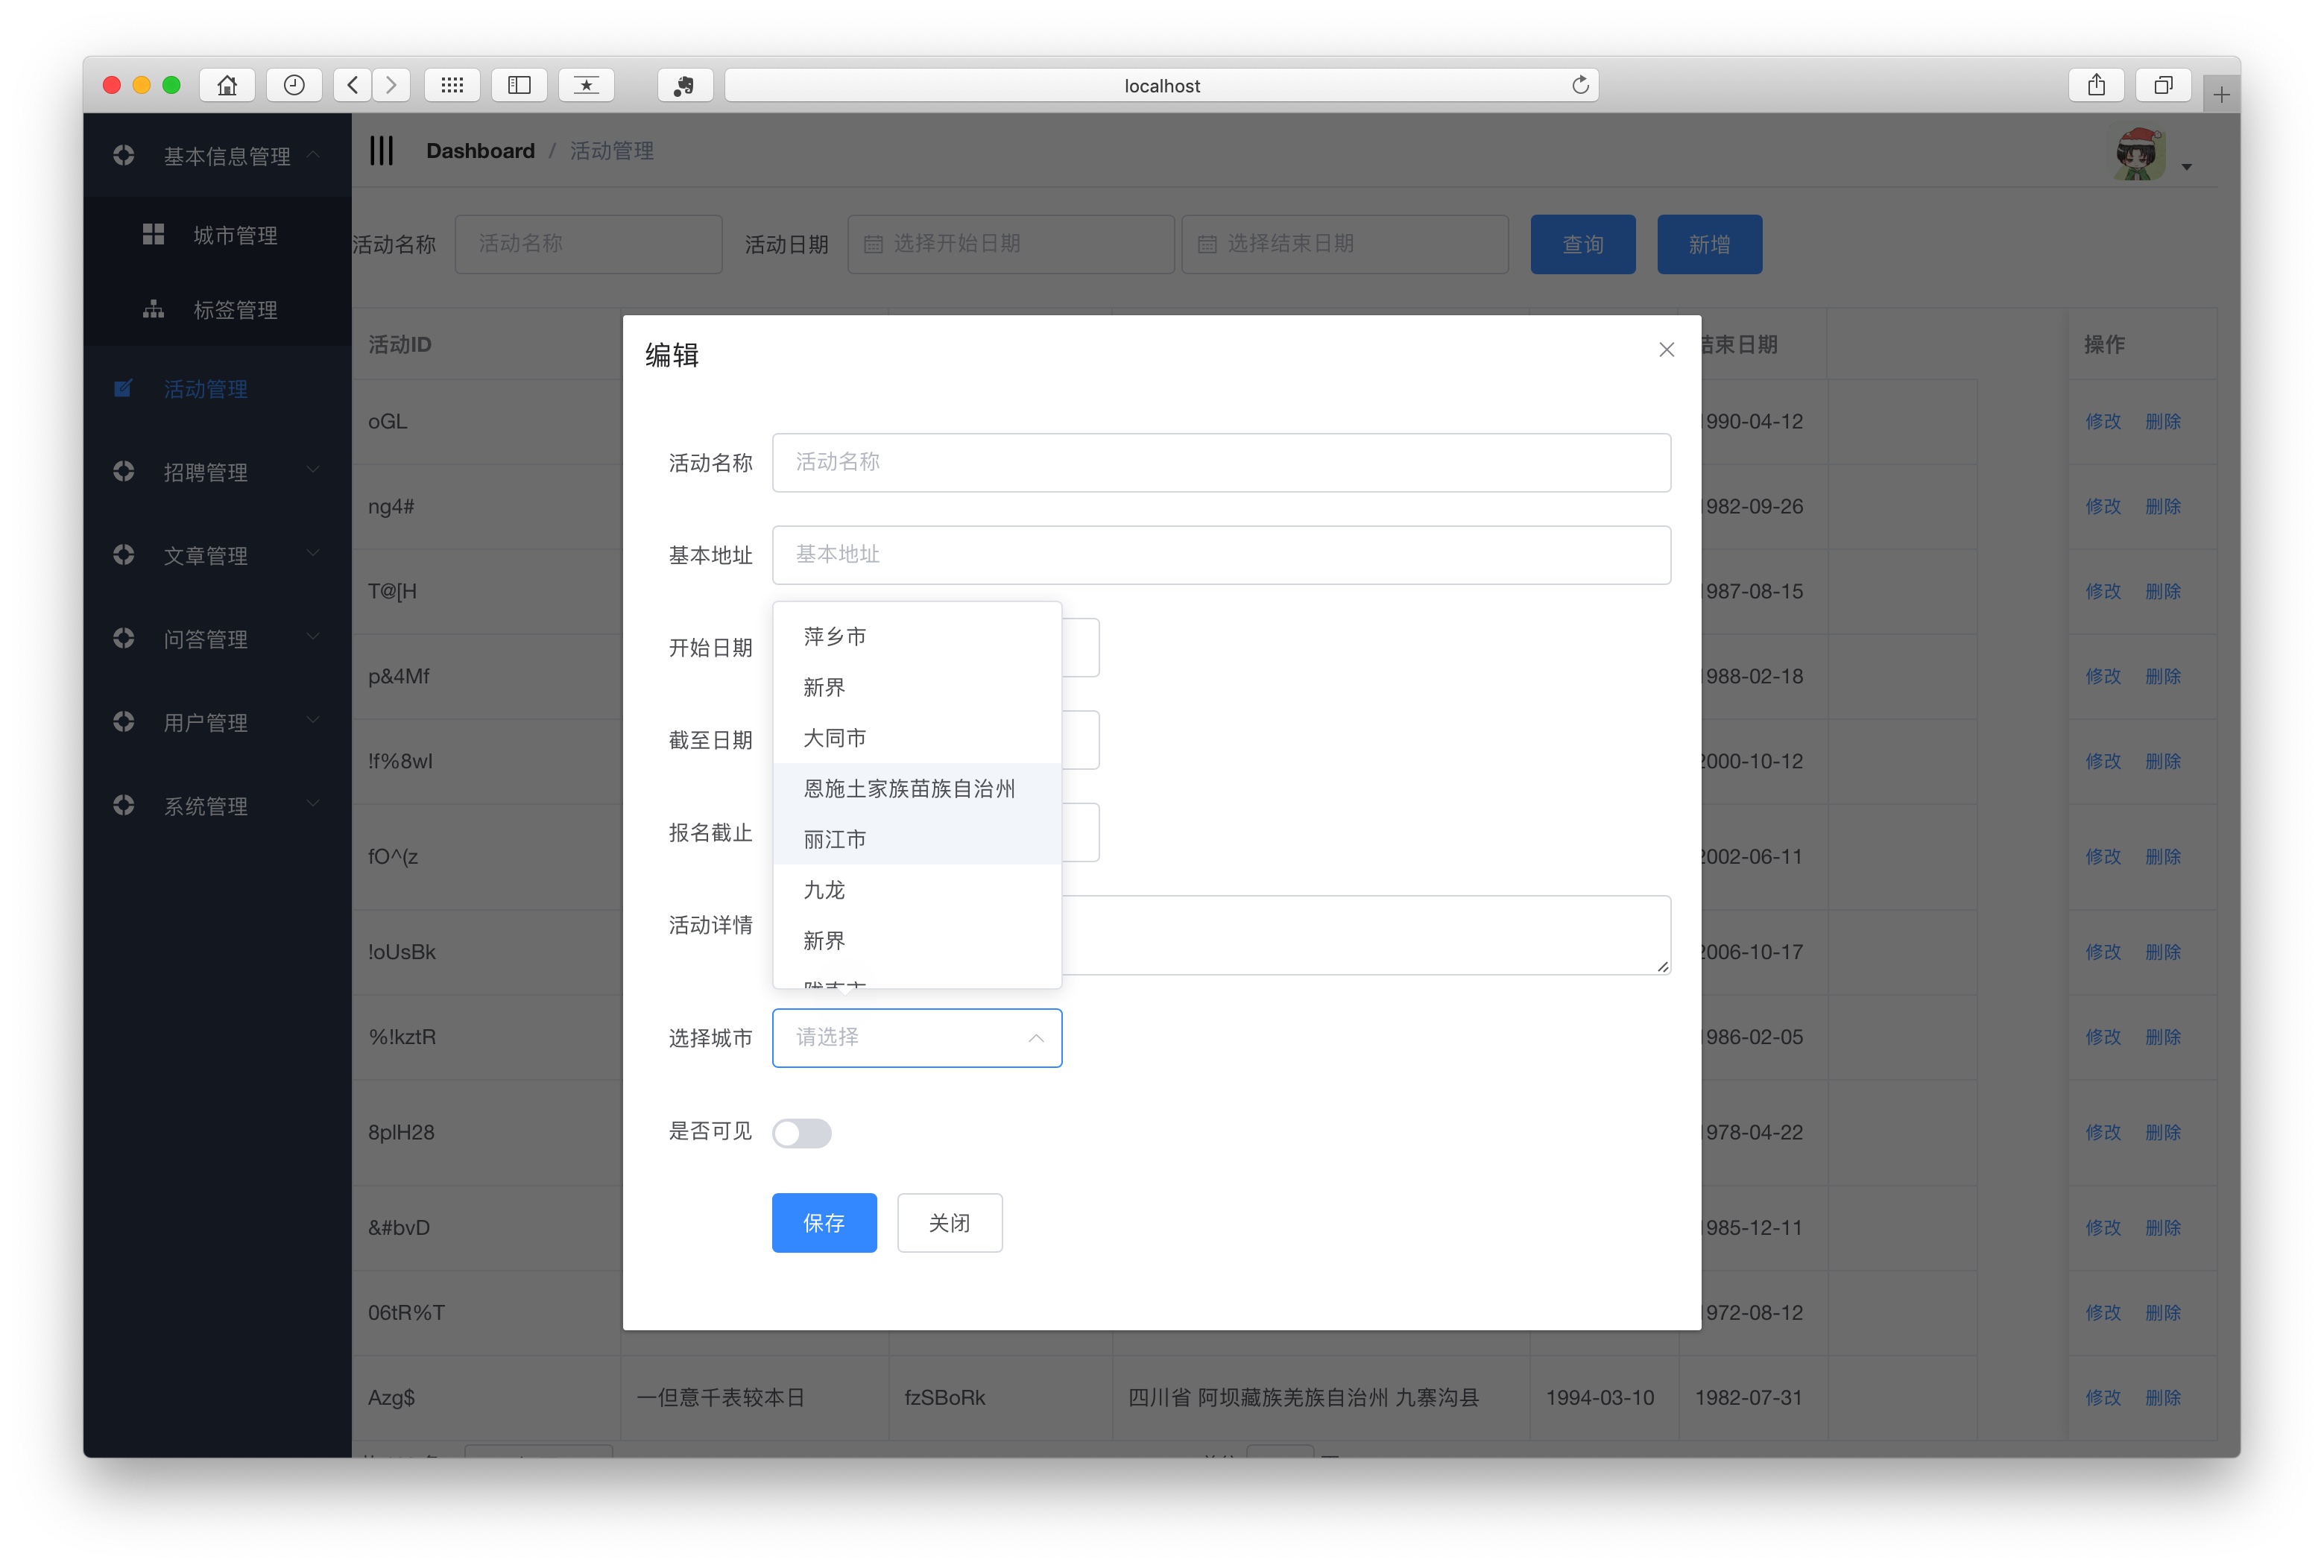 localhost
基本信息管理
城市管理
标签管理
活动管理
招聘管理
文章管理
问答管理
用户管理
系统管理
Dashboard / 活动管理
活动名称 活动名称 活动日期 选择开始日期 选择结束日期 查询 新增
活动ID 结束日期 操作
oGL 1990-04-12 修改 删除
ng4# 1982-09-26 修改 删除
T@[H 1987-08-15 修改 删除
p&4Mf 1988-02-18 修改 删除
2000-10-12 修改 删除
fO^(z 2002-06-11 修改 删除
!oUsBk 2006-10-17 修改 删除
%!kztR 1986-02-05 修改 删除
1978-04-22 修改 删除
&#bvD 1985-12-11 修改 删除
06tR%T 1972-08-12 修改 删除
Azg$ 一但意千表较本日 fzSBoRk 四川省 阿坝藏族羌族自治州 九寨沟县 1994-03-10 1982-07-31 修改 删除
编辑
活动名称 活动名称
基本地址 基本地址
开始日期
截至日期
报名截止
活动详情
萍乡市
新界
大同市
恩施土家族苗族自治州
丽江市
九龙
新界
选择城市 请选择
是否可见
保存 关闭